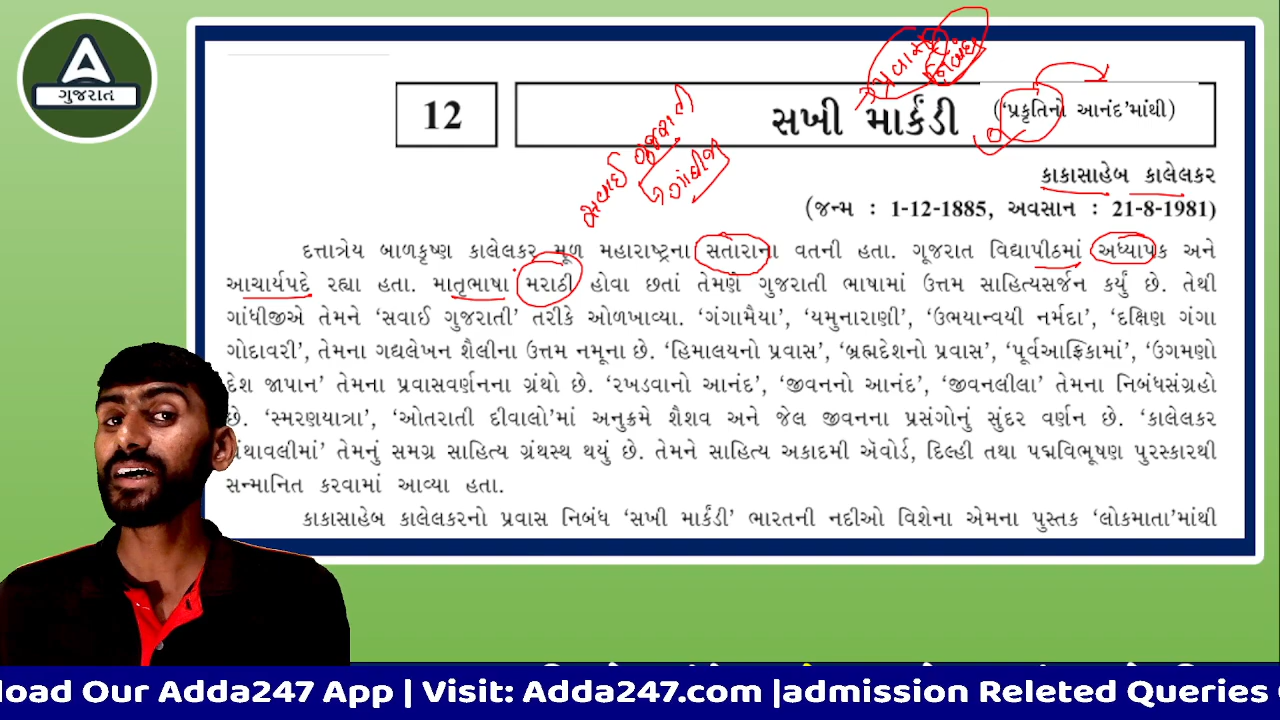 ગુજરાત
12
સખી માર્કંડી
('પ્રકૃતિનો આનંદ'માંથી)
પ્રવાસ
નિબંધ
સવાઈ ગુજરાતી
ગાંધીજી
કાકાસાહેબ કાલેલકર
(જન્મ : 1-12-1885, અવસાન : 21-8-1981)
દત્તાત્રેય બાળકૃષ્ણ કાલેલકર મૂળ મહારાષ્ટ્રના સતારાના વતની હતા. ગૂજરાત વિદ્યાપીઠમાં અધ્યાપક અને
આચાર્યપદે રહ્યા હતા. માતૃભાષા મરાઠી હોવા છતાં તેમણે ગુજરાતી ભાષામાં ઉત્તમ સાહિત્યસર્જન કર્યું છે. તેથી
ગાંધીજીએ તેમને 'સવાઈ ગુજરાતી' તરીકે ઓળખાવ્યા. 'ગંગામૈયા', 'યમુનારાણી', 'ઉભયાન્વયી નર્મદા', 'દક્ષિણ ગંગા
ગોદાવરી', તેમના ગદ્યલેખન શૈલીના ઉત્તમ નમૂના છે. 'હિમાલયનો પ્રવાસ', 'બ્રહ્મદેશનો પ્રવાસ', 'પૂર્વઆફ્રિકામાં', 'ઉગમણો
દેશ જાપાન' તેમના પ્રવાસવર્ણનના ગ્રંથો છે. 'રખડવાનો આનંદ', 'જીવનનો આનંદ', 'જીવનલીલા' તેમના નિબંધસંગ્રહો
છે. 'સ્મરણયાત્રા', 'ઓતરાતી દીવાલો'માં અનુક્રમે શૈશવ અને જેલ જીવનના પ્રસંગોનું સુંદર વર્ણન છે. 'કાલેલકર
ગ્રંથાવલીમાં' તેમનું સમગ્ર સાહિત્ય ગ્રંથસ્થ થયું છે. તેમને સાહિત્ય અકાદમી ઍવોર્ડ, દિલ્હી તથા પદ્મવિભૂષણ પુરસ્કારથી
સન્માનિત કરવામાં આવ્યા હતા.
કાકાસાહેબ કાલેલકરનો પ્રવાસ નિબંધ 'સખી માર્કંડી' ભારતની નદીઓ વિશેના એમના પુસ્તક 'લોકમાતા'માંથી
load Our Adda247 App | Visit: Adda247.com |admission Releted Queries